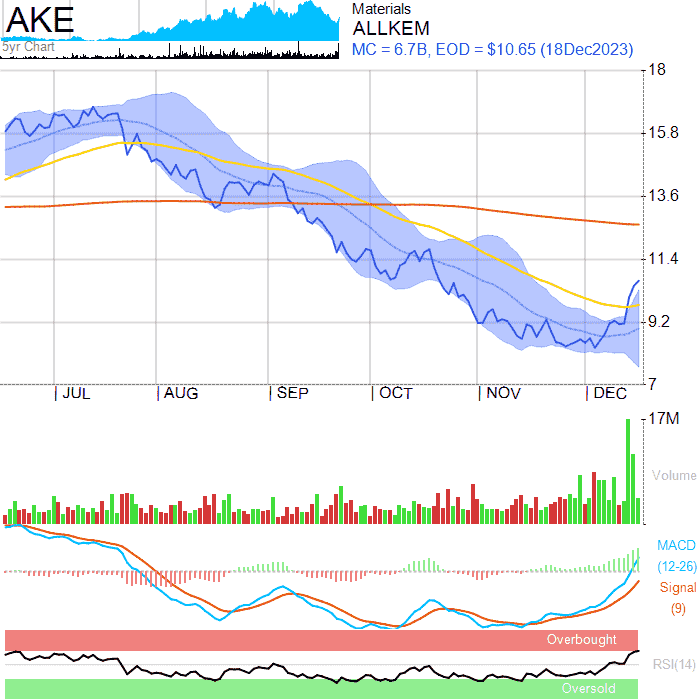 AKE
5yr Chart
Materials
ALLKEM
MC = 6.7B, EOD = $10.65 (18Dec2023)
18
15.8
13.6
11.4
9.2
7
JUL AUG SEP OCT NOV DEC
17M
Volume
MACD
(12-26)
Signal
(9)
Overbought
RSI(14)
Oversold